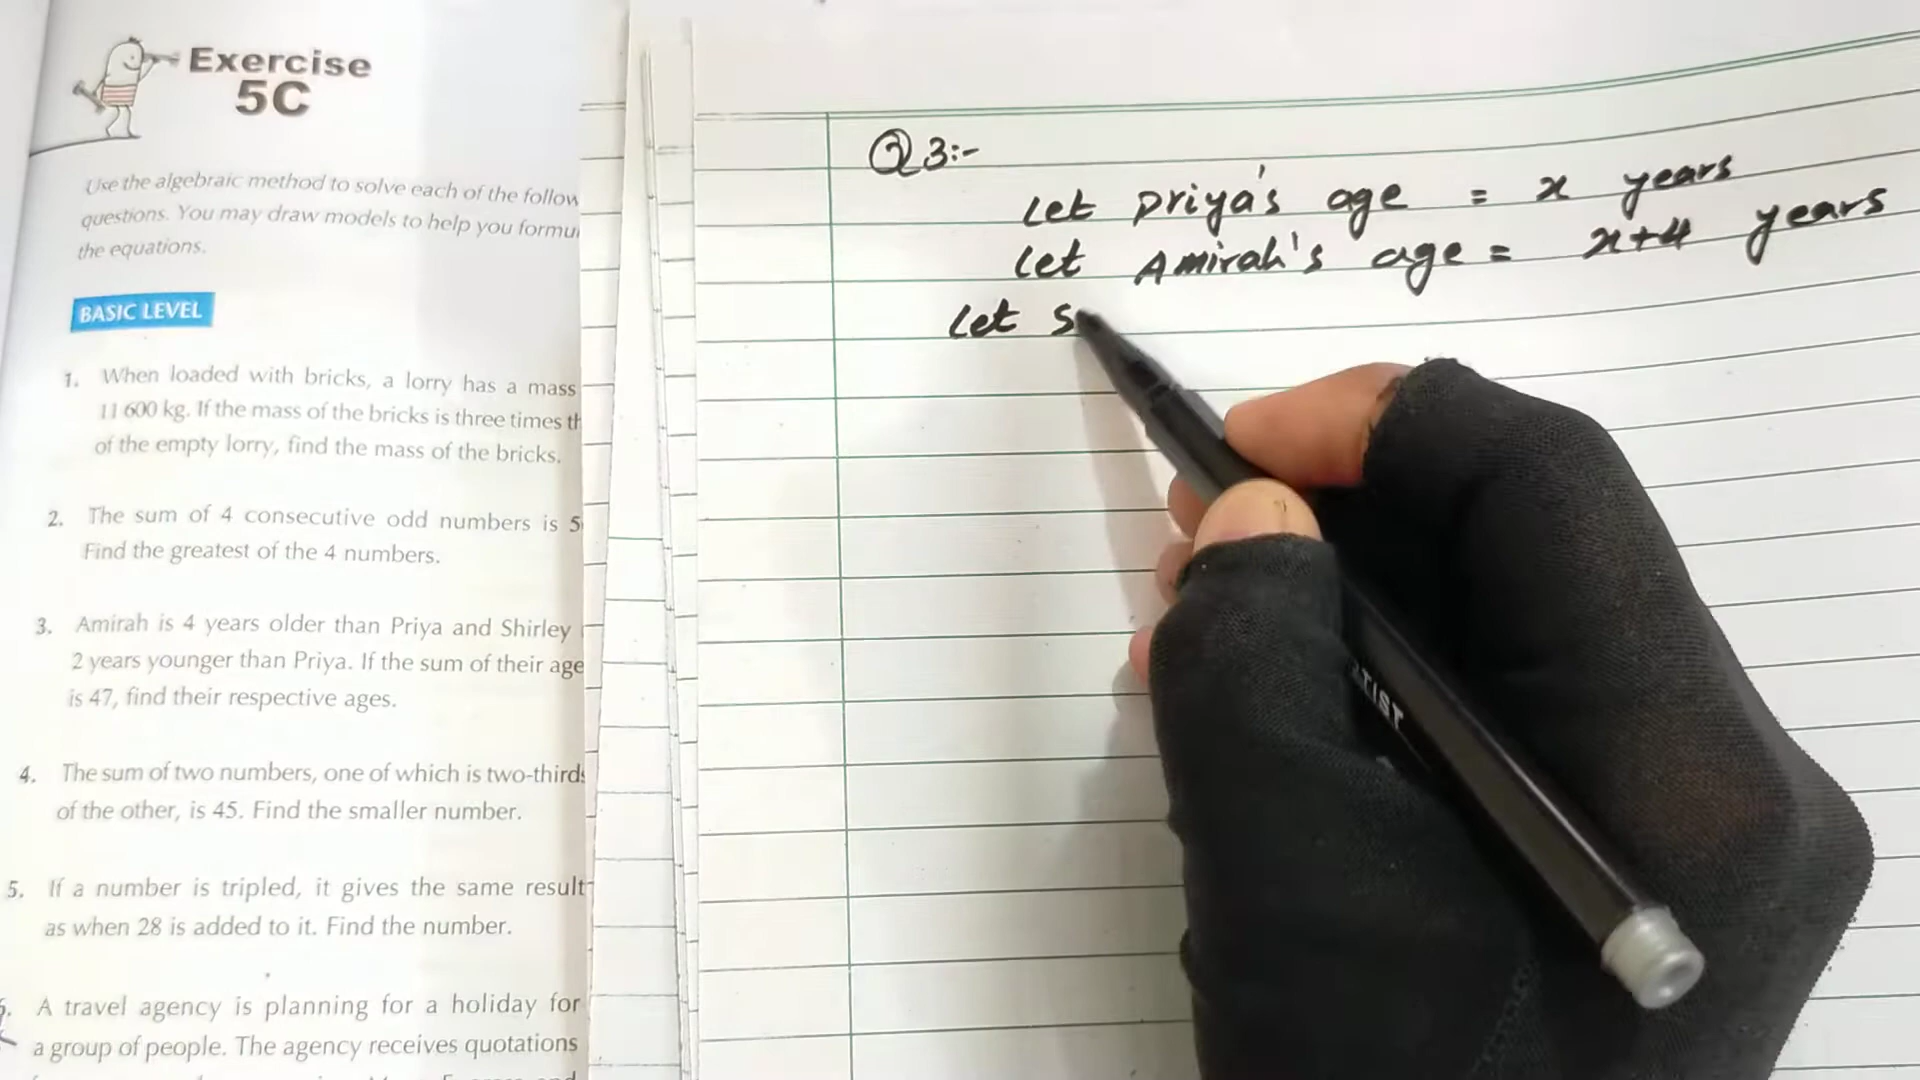 Exercise
5C
Use the algebraic method to solve each of the follow
questions. You may draw models to help you formu
the equations.
BASIC LEVEL
1. When loaded with bricks, a lorry has a mass
11 600 kg. If the mass of the bricks is three times th
of the empty lorry, find the mass of the bricks.
2. The sum of 4 consecutive odd numbers is 5
Find the greatest of the 4 numbers.
3. Amirah is 4 years older than Priya and Shirley
2 years younger than Priya. If the sum of their age
is 47, find their respective ages.
4. The sum of two numbers, one of which is two-thirds
of the other, is 45. Find the smaller number.
5. If a number is tripled, it gives the same result
as when 28 is added to it. Find the number.
A travel agency is planning for a holiday for
a group of people. The agency receives quotations
Q3:-
Let Priya's age = x years
Let Amirah's age = x+4 years
Let S
TIST